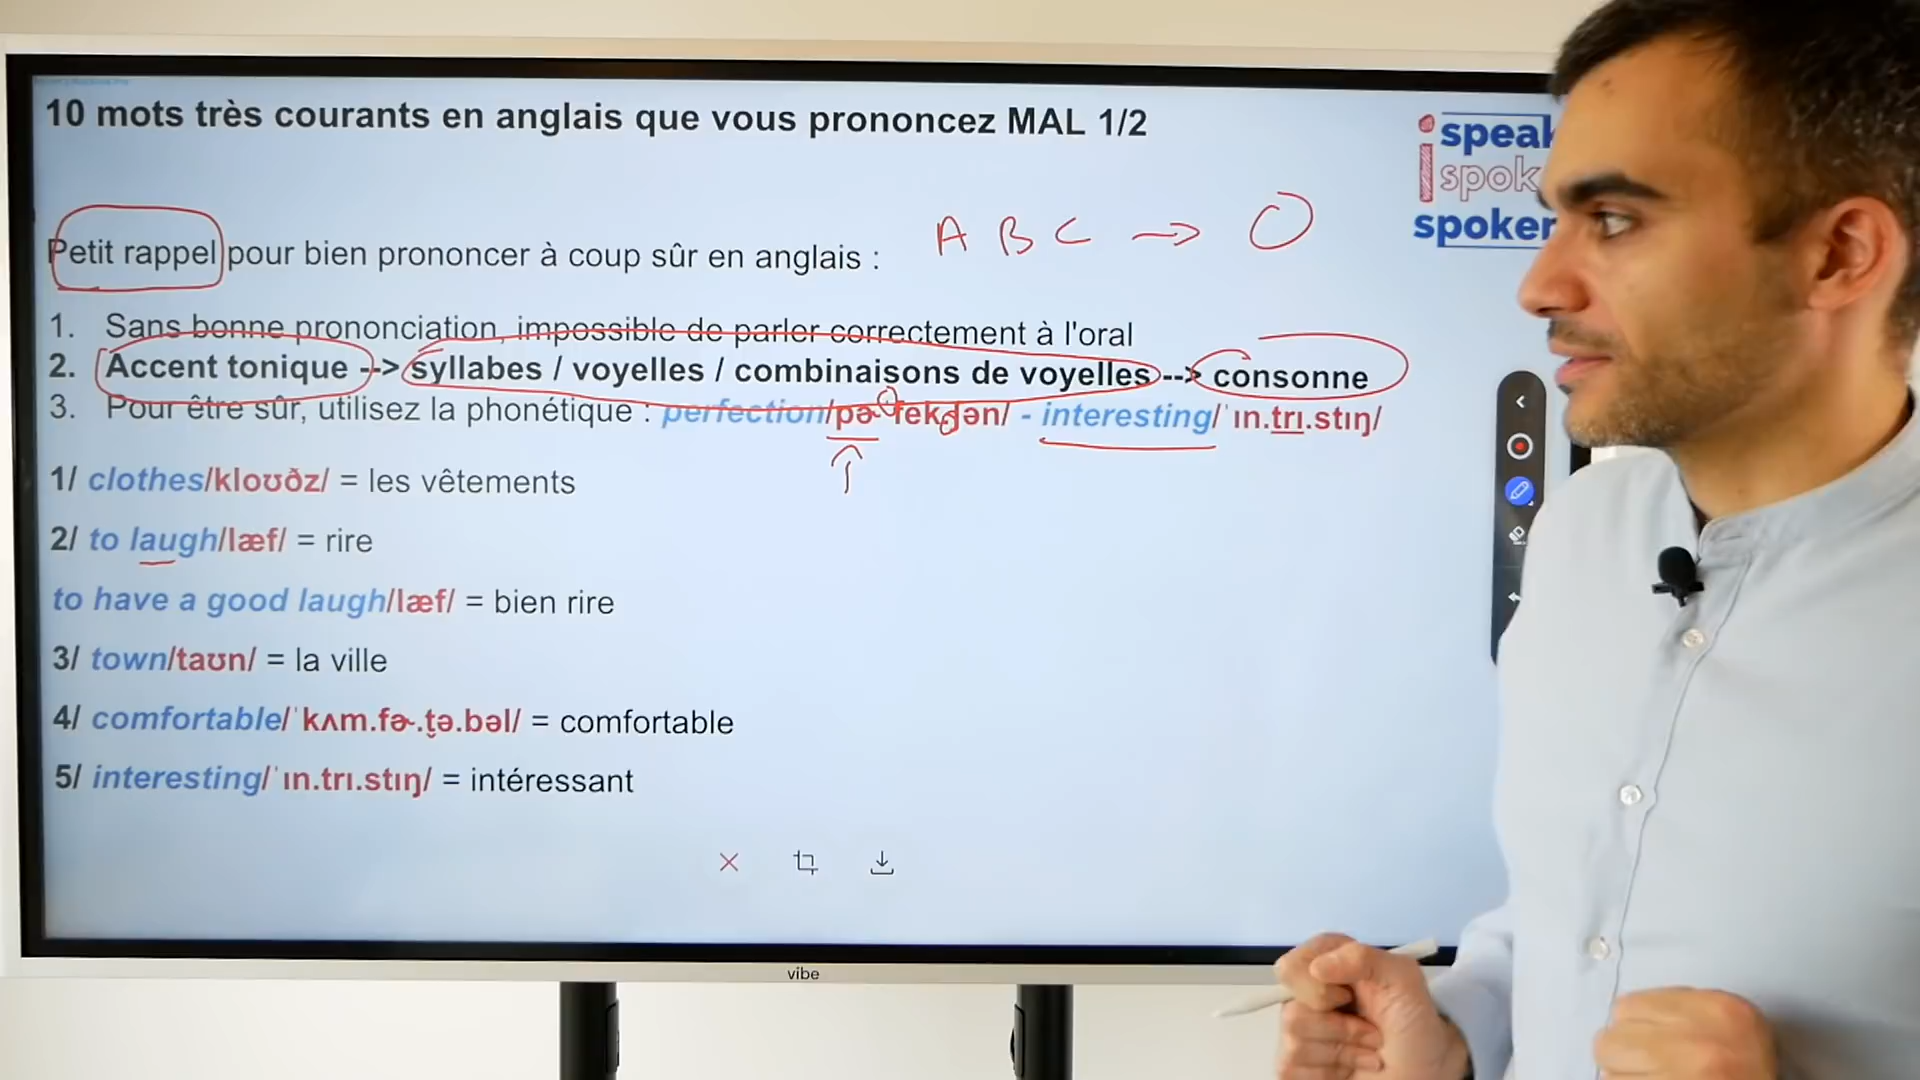 10 mots très courants en anglais que vous prononcez MAL 1/2
i speak
i spok
spoken
A B C → O
Petit rappel pour bien prononcer à coup sûr en anglais :
1. Sans bonne prononciation, impossible de parler correctement à l'oral
2. Accent tonique --> syllabes / voyelles / combinaisons de voyelles --> consonne
3. Pour être sûr, utilisez la phonétique : perfection/pɚˈfek.ʃən/ - interesting/ˈɪn.trɪ.stɪŋ/
1/ clothes/kloʊðz/ = les vêtements
2/ to laugh/læf/ = rire
to have a good laugh/læf/ = bien rire
3/ town/taʊn/ = la ville
4/ comfortable/ˈkʌm.fɚ.t̬ə.bəl/ = comfortable
5/ interesting/ˈɪn.trɪ.stɪŋ/ = intéressant
vibe